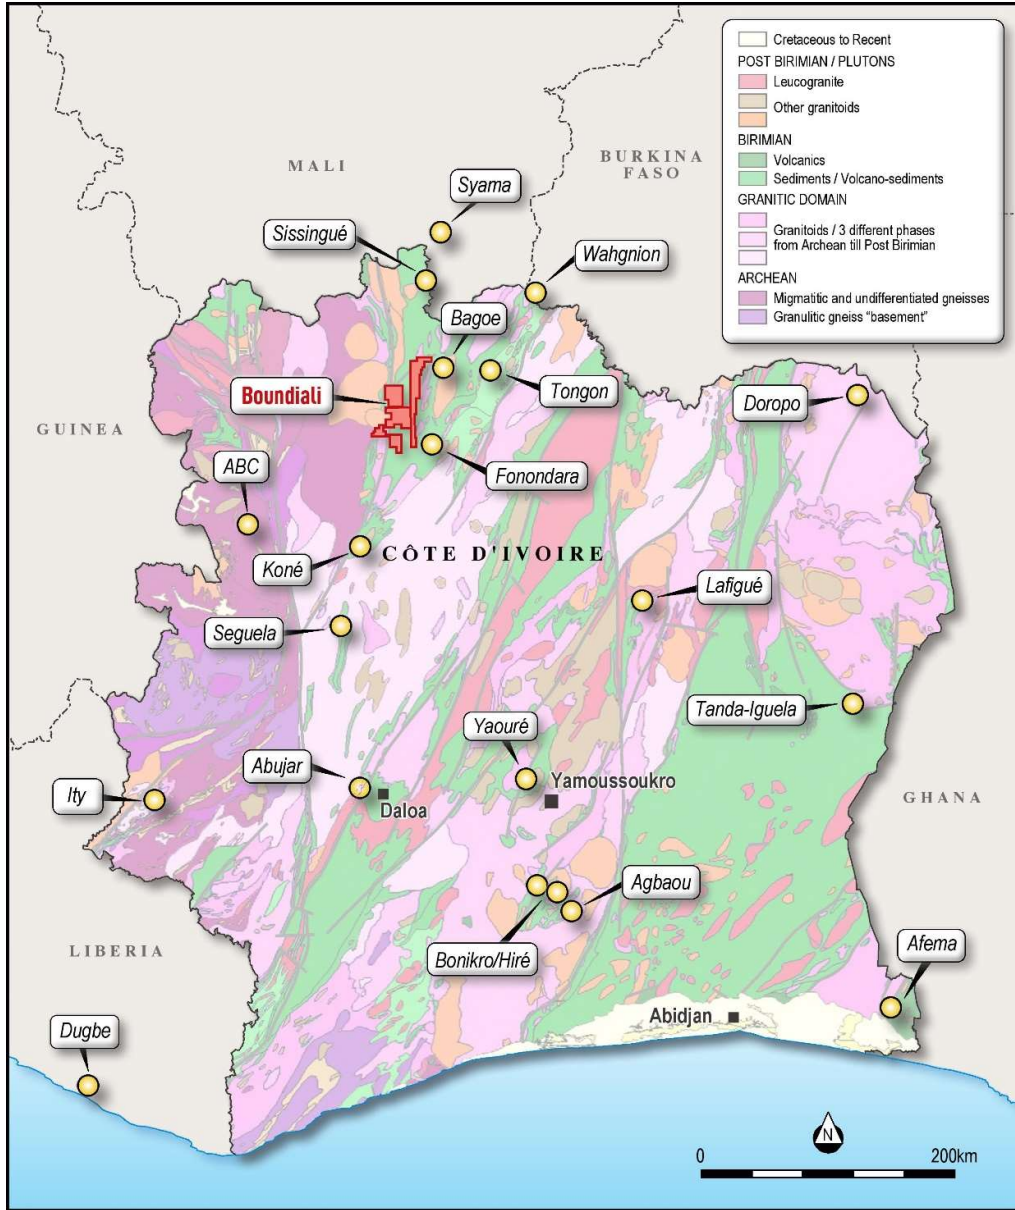 Cretaceous to Recent
POST BIRIMIAN / PLUTONS
Leucogranite
Other granitoids
BIRIMIAN
Volcanics
Sediments / Volcano-sediments
GRANITIC DOMAIN
Granitoids / 3 different phases
from Archean till Post Birimian
ARCHEAN
Migmatitic and undifferentiated gneisses
Granulitic gneiss "basement"
MALI
BURKINA
FASO
Syama
Sissingué
Wahgnion
Bagoe
Boundiali
Tongon
Doropo
GUINEA
ABC
Fonondara
CÔTE D'IVOIRE
Koné
Lafigué
Seguela
Tanda-Iguela
Yaouré
Abujar
Yamoussoukro
Ity
Daloa
GHANA
Agbaou
LIBERIA
Bonikro/Hiré
Afema
Abidjan
Dugbe
N
0 200km